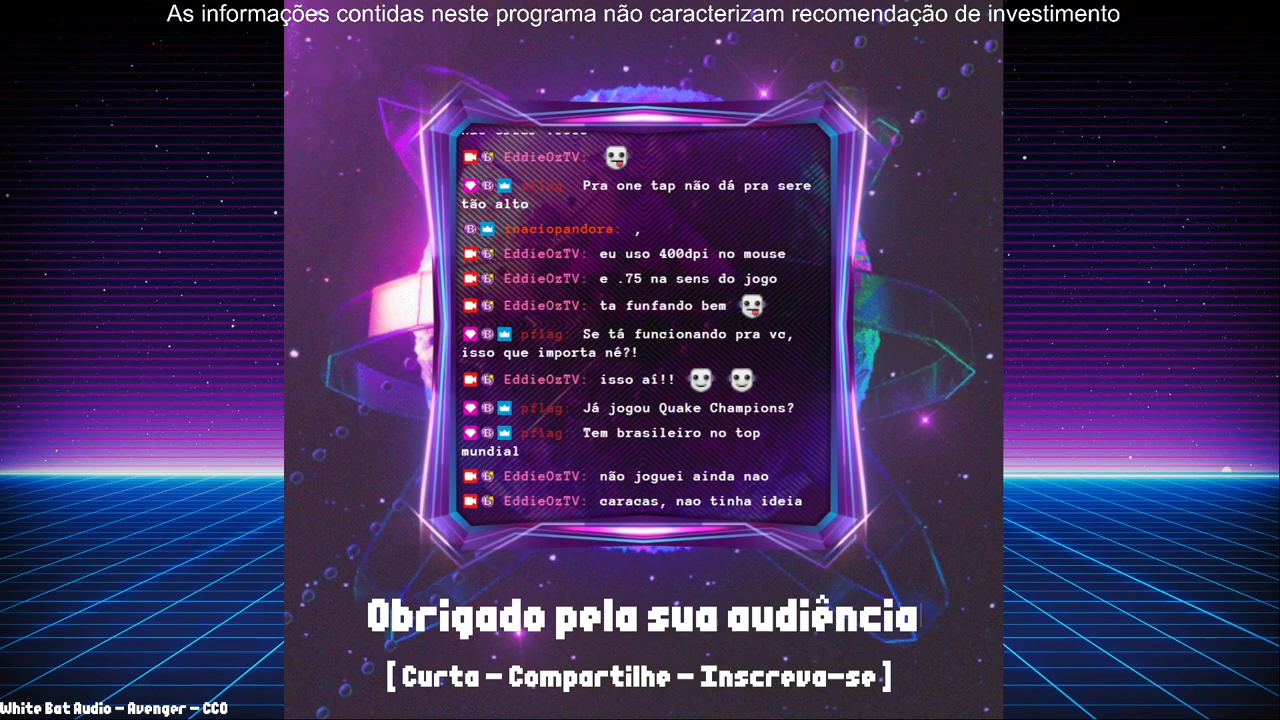 As informações contidas neste programa não caracterizam recomendação de investimento
EddieOzTV:
pflag: Pra one tap não dá pra sere
tão alto
inaciopandora: ,
EddieOzTV: eu uso 400dpi no mouse
EddieOzTV: e .75 na sens do jogo
EddieOzTV: ta funfando bem
pflag: Se tá funcionando pra vc,
isso que importa né?!
EddieOzTV: isso aí!!
pflag: Já jogou Quake Champions?
pflag: Tem brasileiro no top
mundial
EddieOzTV: não joguei ainda nao
EddieOzTV: caracas, nao tinha ideia
Obrigado pela sua audiência
[ Curta - Compartilhe - Inscreva-se ]
White Bat Audio - Avenger - CC0